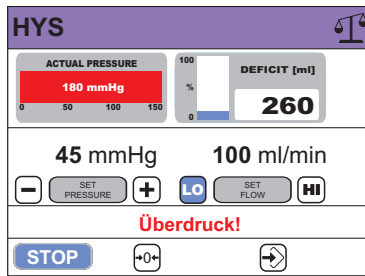 HYS
ACTUAL PRESSURE
180 mmHg
0 50 100 150
100
%
0
DEFICIT [ml]
260
45 mmHg 100 ml/min
− SET PRESSURE + LO SET FLOW HI
Überdruck!
STOP →0←